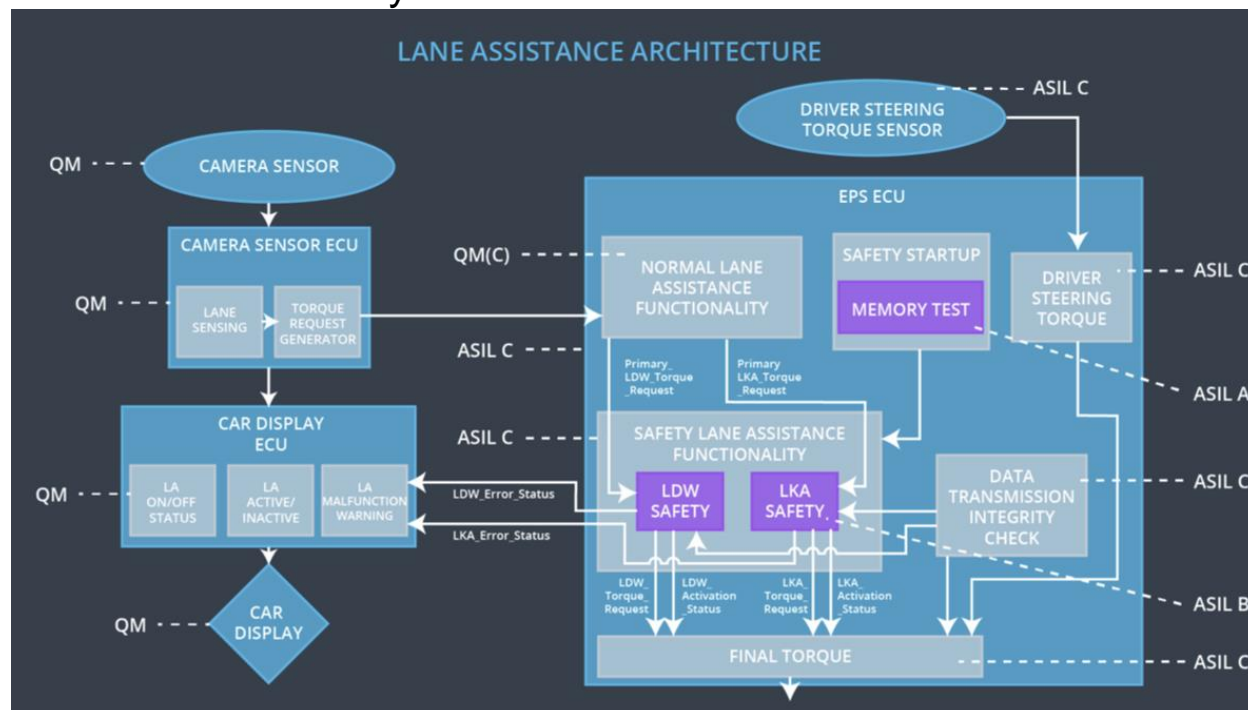 LANE ASSISTANCE ARCHITECTURE
ASIL C
DRIVER STEERING
TORQUE SENSOR
QM
CAMERA SENSOR
EPS ECU
CAMERA SENSOR ECU
QM(C)
NORMAL LANE
ASSISTANCE
FUNCTIONALITY
SAFETY STARTUP
MEMORY TEST
DRIVER
STEERING
TORQUE
ASIL C
QM
LANE
SENSING
TORQUE
REQUEST
GENERATOR
ASIL C
Primary_
LDW_Torque
_Request
Primary
LKA_Torque
_Request
ASIL A
CAR DISPLAY
ECU
ASIL C
SAFETY LANE ASSISTANCE
FUNCTIONALITY
QM
LA
ON/OFF
STATUS
LA
ACTIVE/
INACTIVE
LA
MALFUNCTION
WARNING
LDW_Error_Status
LKA_Error_Status
LDW
SAFETY
LKA
SAFETY
DATA
TRANSMISSION
INTEGRITY
CHECK
ASIL C
LDW_
Torque_
Request
LDW_
Activation
_Status
LKA_
Torque_
Request
LKA_
Activation
_Status
ASIL B
QM
CAR
DISPLAY
FINAL TORQUE
ASIL C